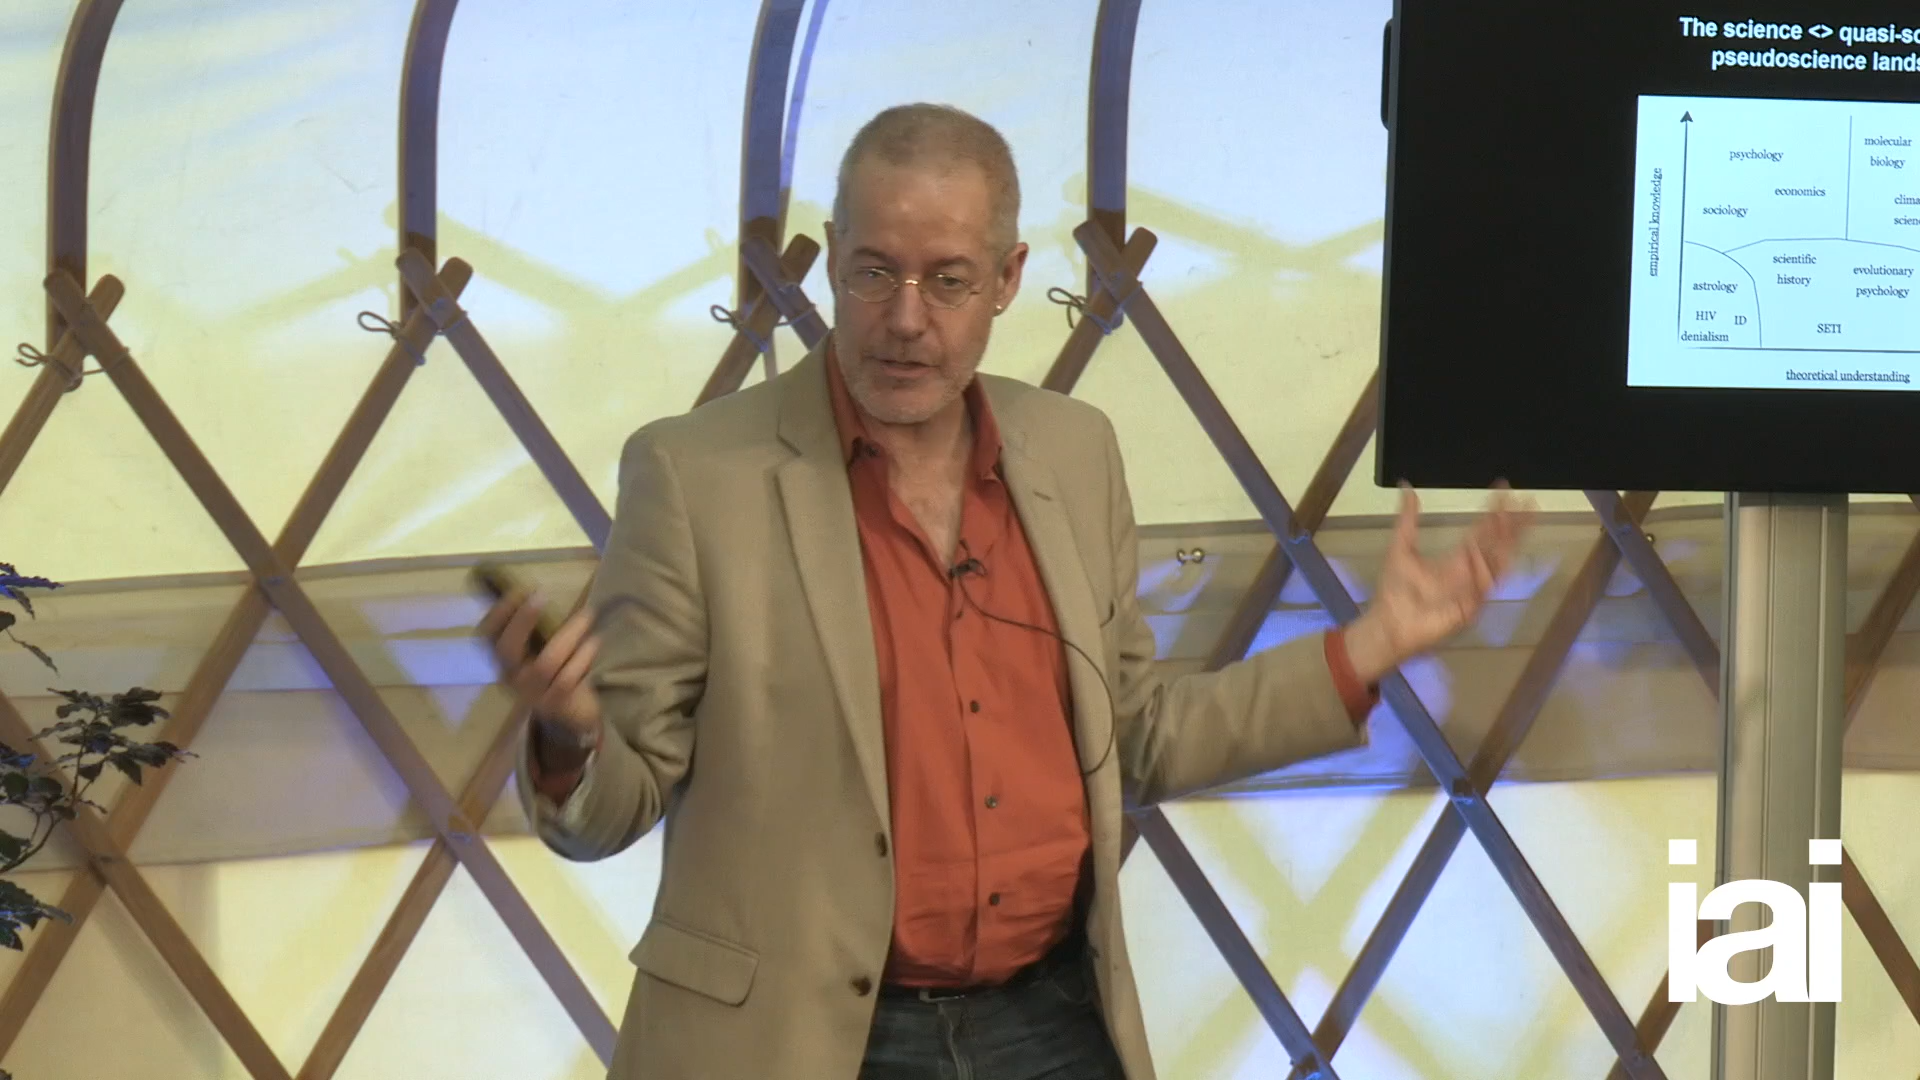 The science <> quasi-sc
pseudoscience lands
empirical knowledge
psychology
economics
sociology
molecular
biology
clima
scien
astrology
HIV
denialism
ID
scientific
history
evolutionary
psychology
SETI
theoretical understanding
iai